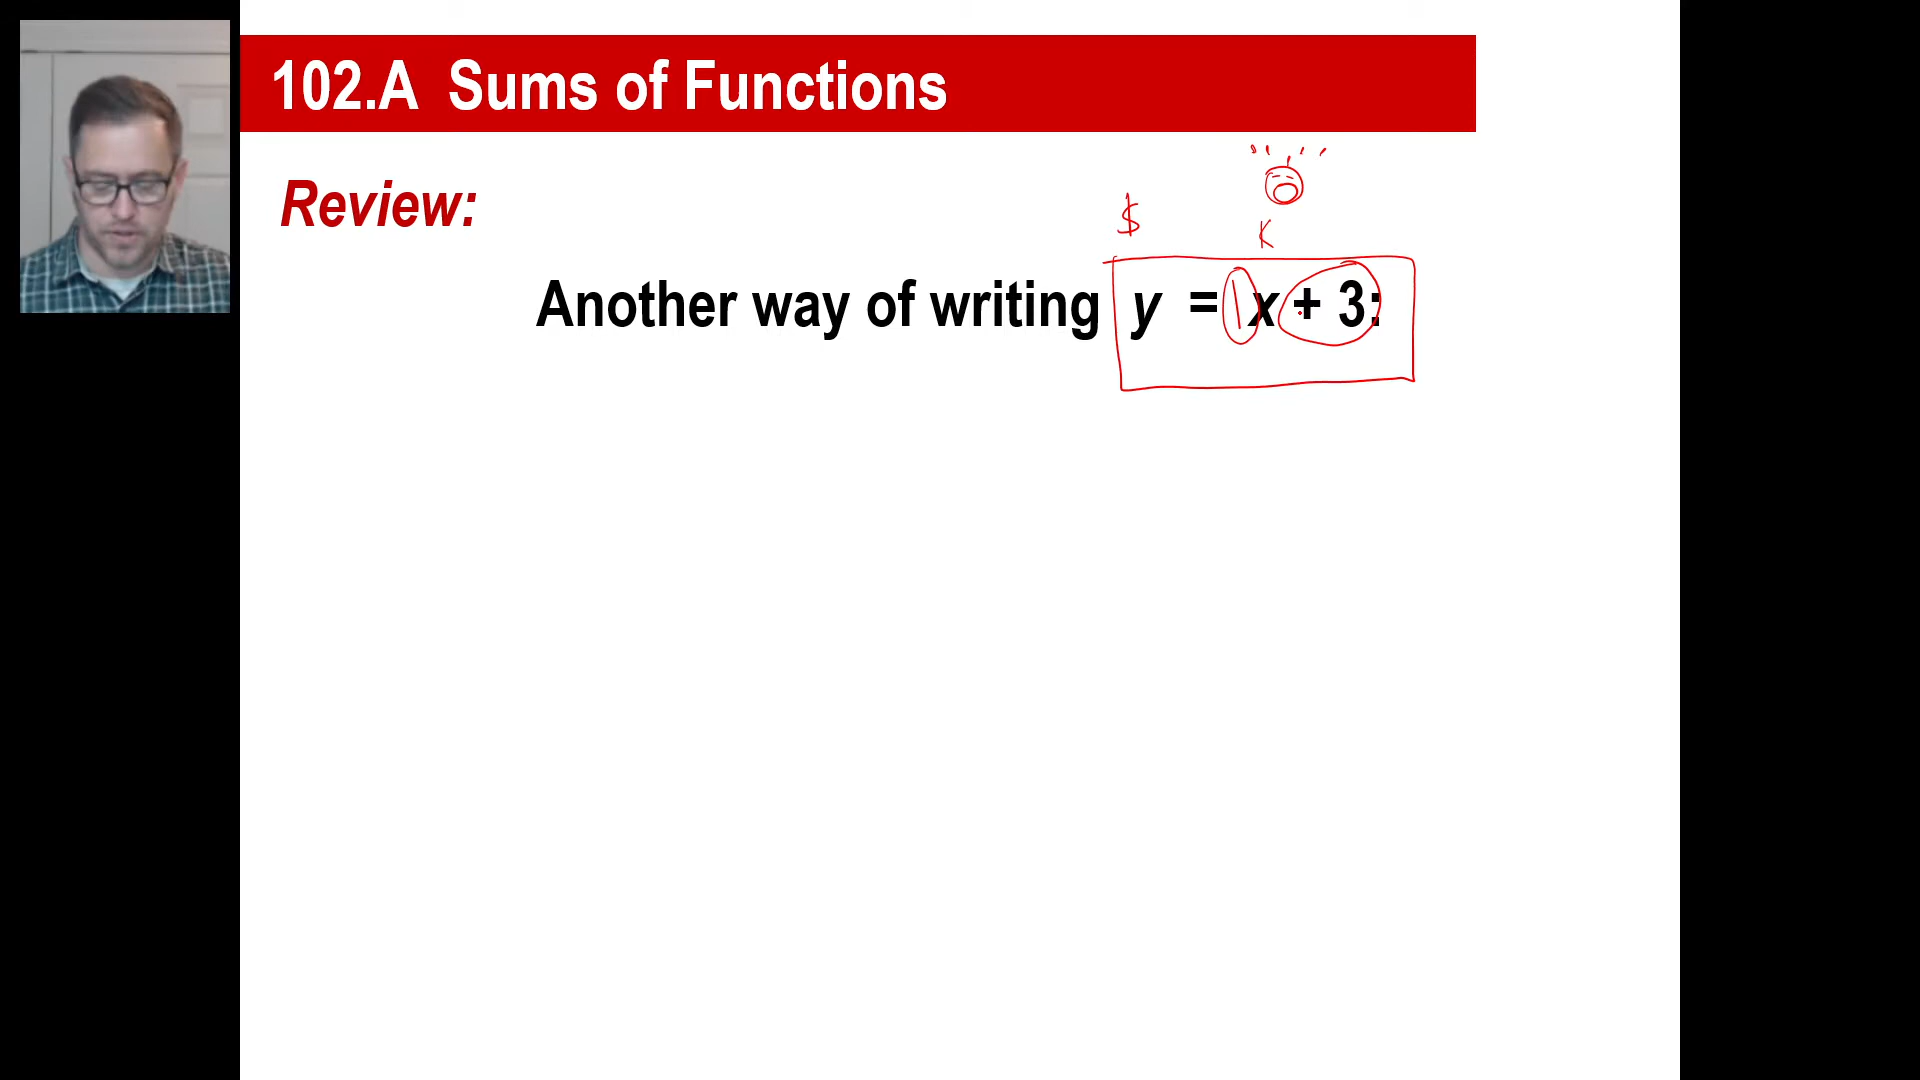 102.A Sums of Functions
Review:
$
K
Another way of writing y = 1x + 3: